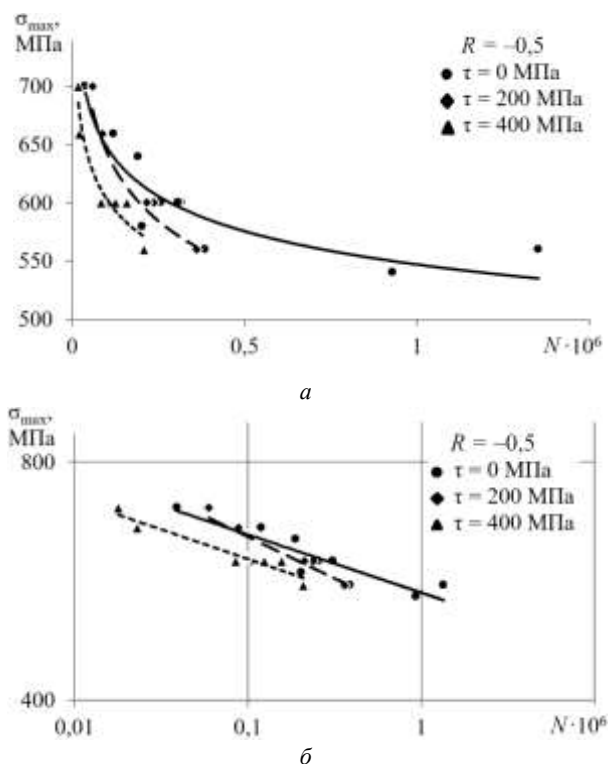 σmax,
МПа
R = –0,5
τ = 0 МПа
τ = 200 МПа
τ = 400 МПа
700
650
600
550
500
0
0,5
1
N·10⁶
а
σmax,
МПа
R = –0,5
τ = 0 МПа
τ = 200 МПа
τ = 400 МПа
800
400
0,01
0,1
1
N·10⁶
б